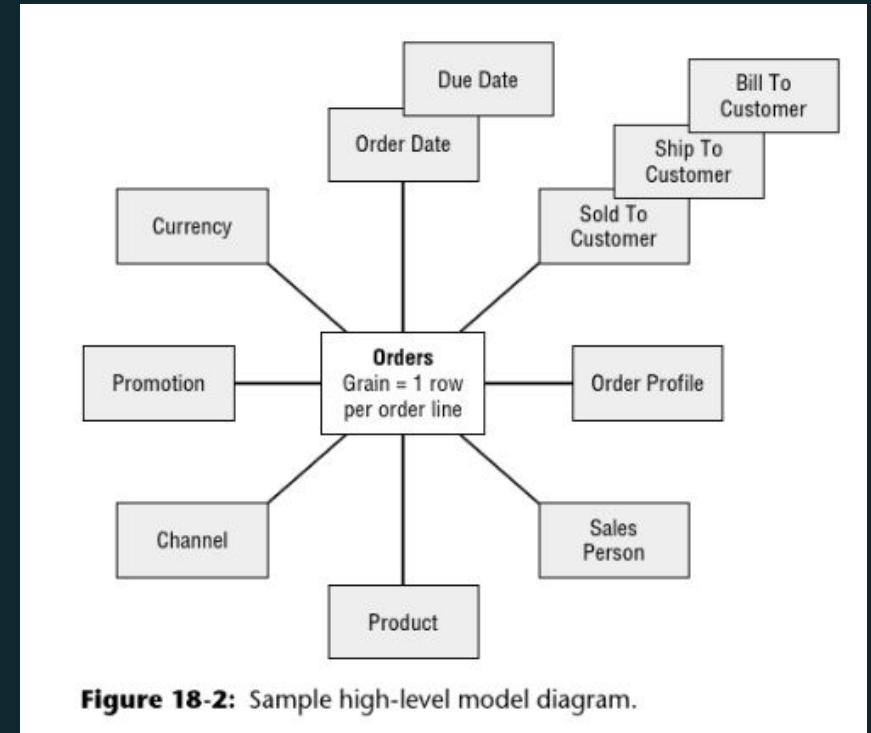 Due Date
Order Date
Bill To
Customer
Ship To
Customer
Sold To
Customer
Currency
Orders
Grain = 1 row
per order line
Promotion
Order Profile
Channel
Sales
Person
Product
Figure 18-2: Sample high-level model diagram.